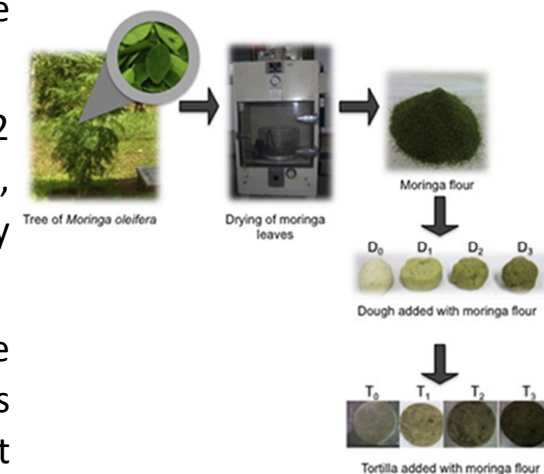 e
2
,
y
e
s
t
Tree of Moringa oleifera
Drying of moringa
leaves
Moringa flour
D₀ D₁ D₂ D₃
Dough added with moringa flour
T₀ T₁ T₂ T₃
Tortilla added with moringa flour